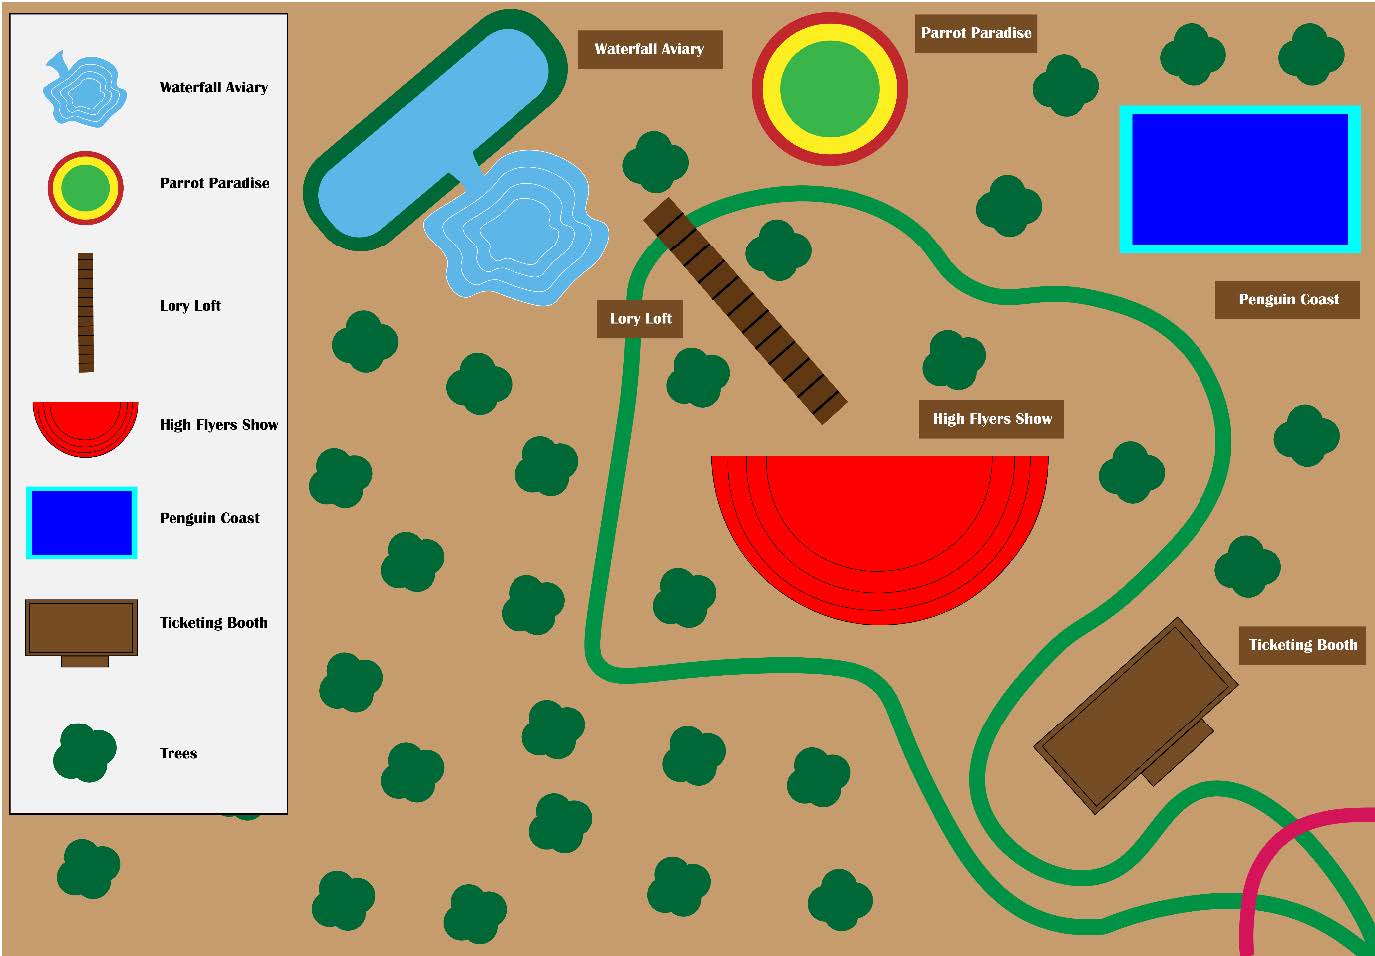 Waterfall Aviary
Parrot Paradise
Lory Loft
High Flyers Show
Penguin Coast
Ticketing Booth
Trees
Waterfall Aviary
Parrot Paradise
Penguin Coast
Lory Loft
High Flyers Show
Ticketing Booth